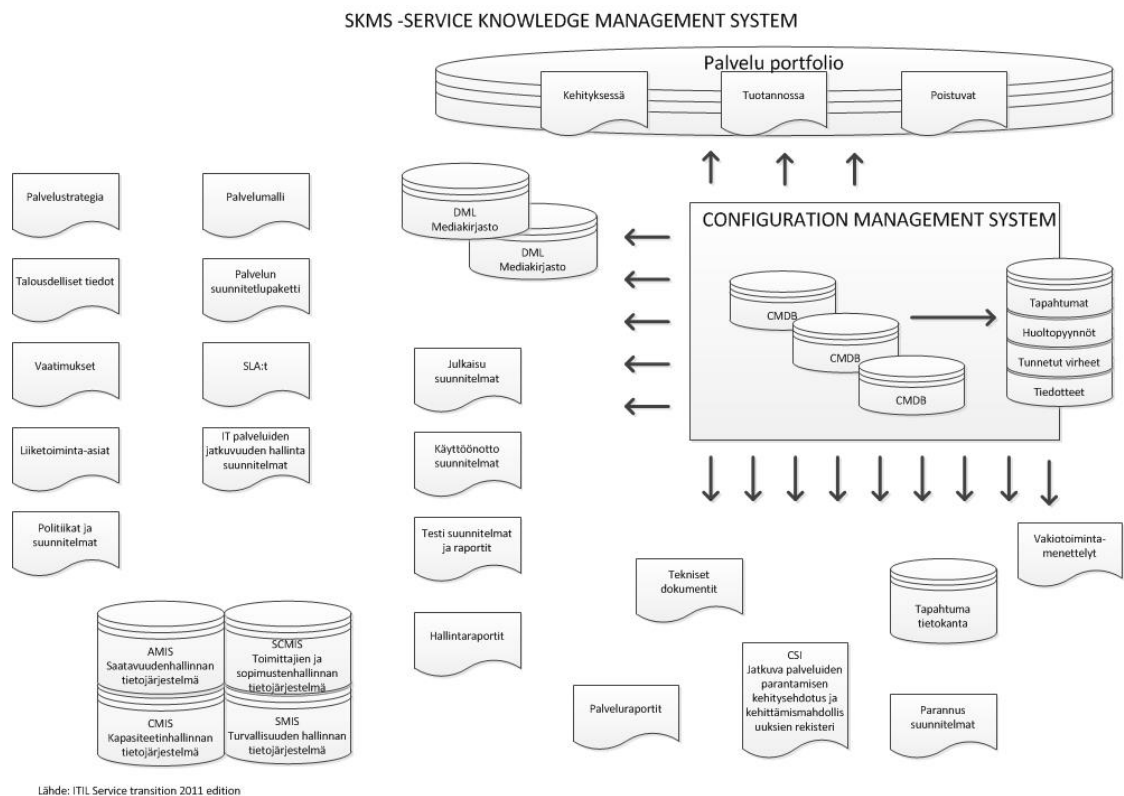 SKMS -SERVICE KNOWLEDGE MANAGEMENT SYSTEM
Palvelu portfolio
Kehityksessä
Tuotannossa
Poistuvat
Palvelustrategia
Palvelumalli
DML
Mediakirjasto
DML
Mediakirjasto
CONFIGURATION MANAGEMENT SYSTEM
CMDB
CMDB
CMDB
Tapahtumat
Huoltopyynnöt
Tunnetut virheet
Tiedotteet
Talousdelliset tiedot
Palvelun
suunnitetlupaketti
Vaatimukset
SLA:t
Julkaisu
suunnitelmat
Liiketoiminta-asiat
IT palveluiden
jatkuvuuden hallinta
suunnitelmat
Käyttöönotto
suunnitelmat
Politiikat ja
suunnitelmat
Testi suunnitelmat
ja raportit
Vakiotoiminta-
menettelyt
Tekniset
dokumentit
Tapahtuma
tietokanta
Hallintaraportit
AMIS
Saatavuudenhallinnan
tietojärjestelmä
SCMIS
Toimittajien ja
sopimustenhallinnan
tietojärjestelmä
CMIS
Kapasiteetinhallinnan
tietojärjestelmä
SMIS
Turvallisuuden hallinnan
tietojärjestelmä
Palveluraportit
CSI
Jatkuva palveluiden
parantamisen
kehitysehdotus ja
kehittämismahdollis
uuksien rekisteri
Parannus
suunnitelmat
Lähde: ITIL Service transition 2011 edition